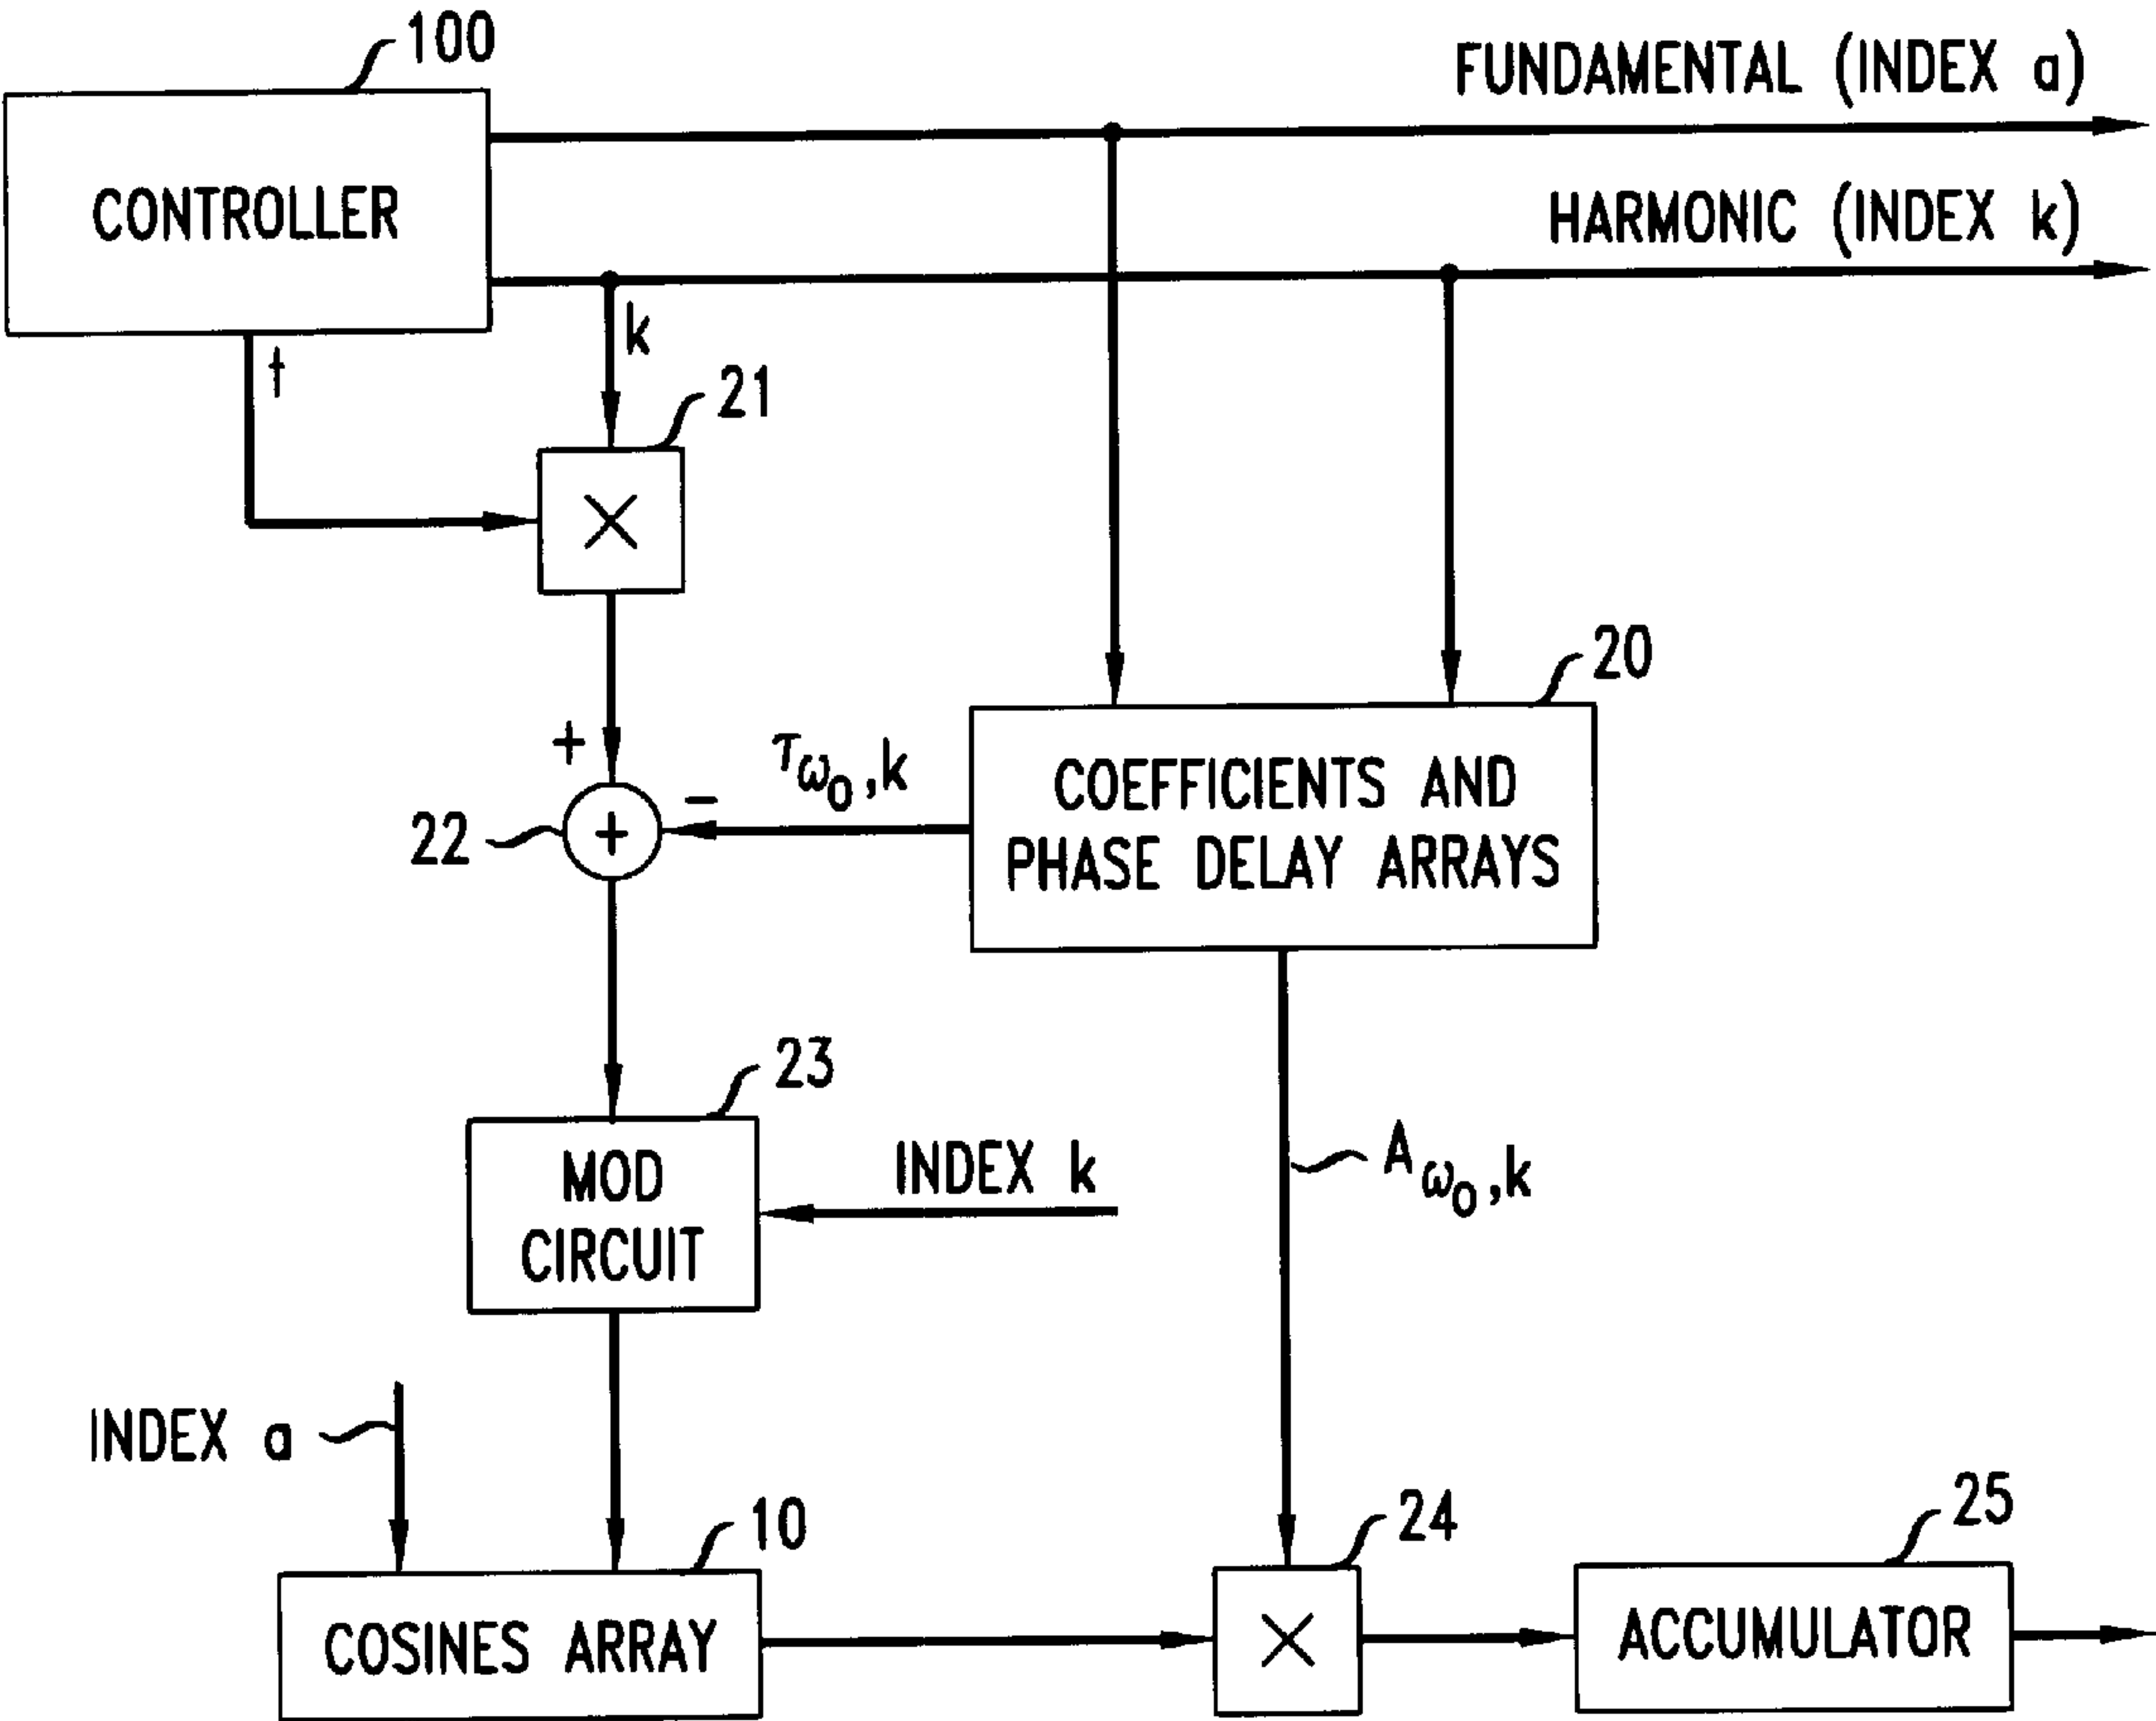 100
FUNDAMENTAL (INDEX a)
CONTROLLER
HARMONIC (INDEX k)
t
k
21
×
20
+
τω0,k
−
COEFFICIENTS AND
PHASE DELAY ARRAYS
22
+
23
MOD
CIRCUIT
INDEX k
Aω0,k
INDEX a
10
24
25
COSINES ARRAY
×
ACCUMULATOR